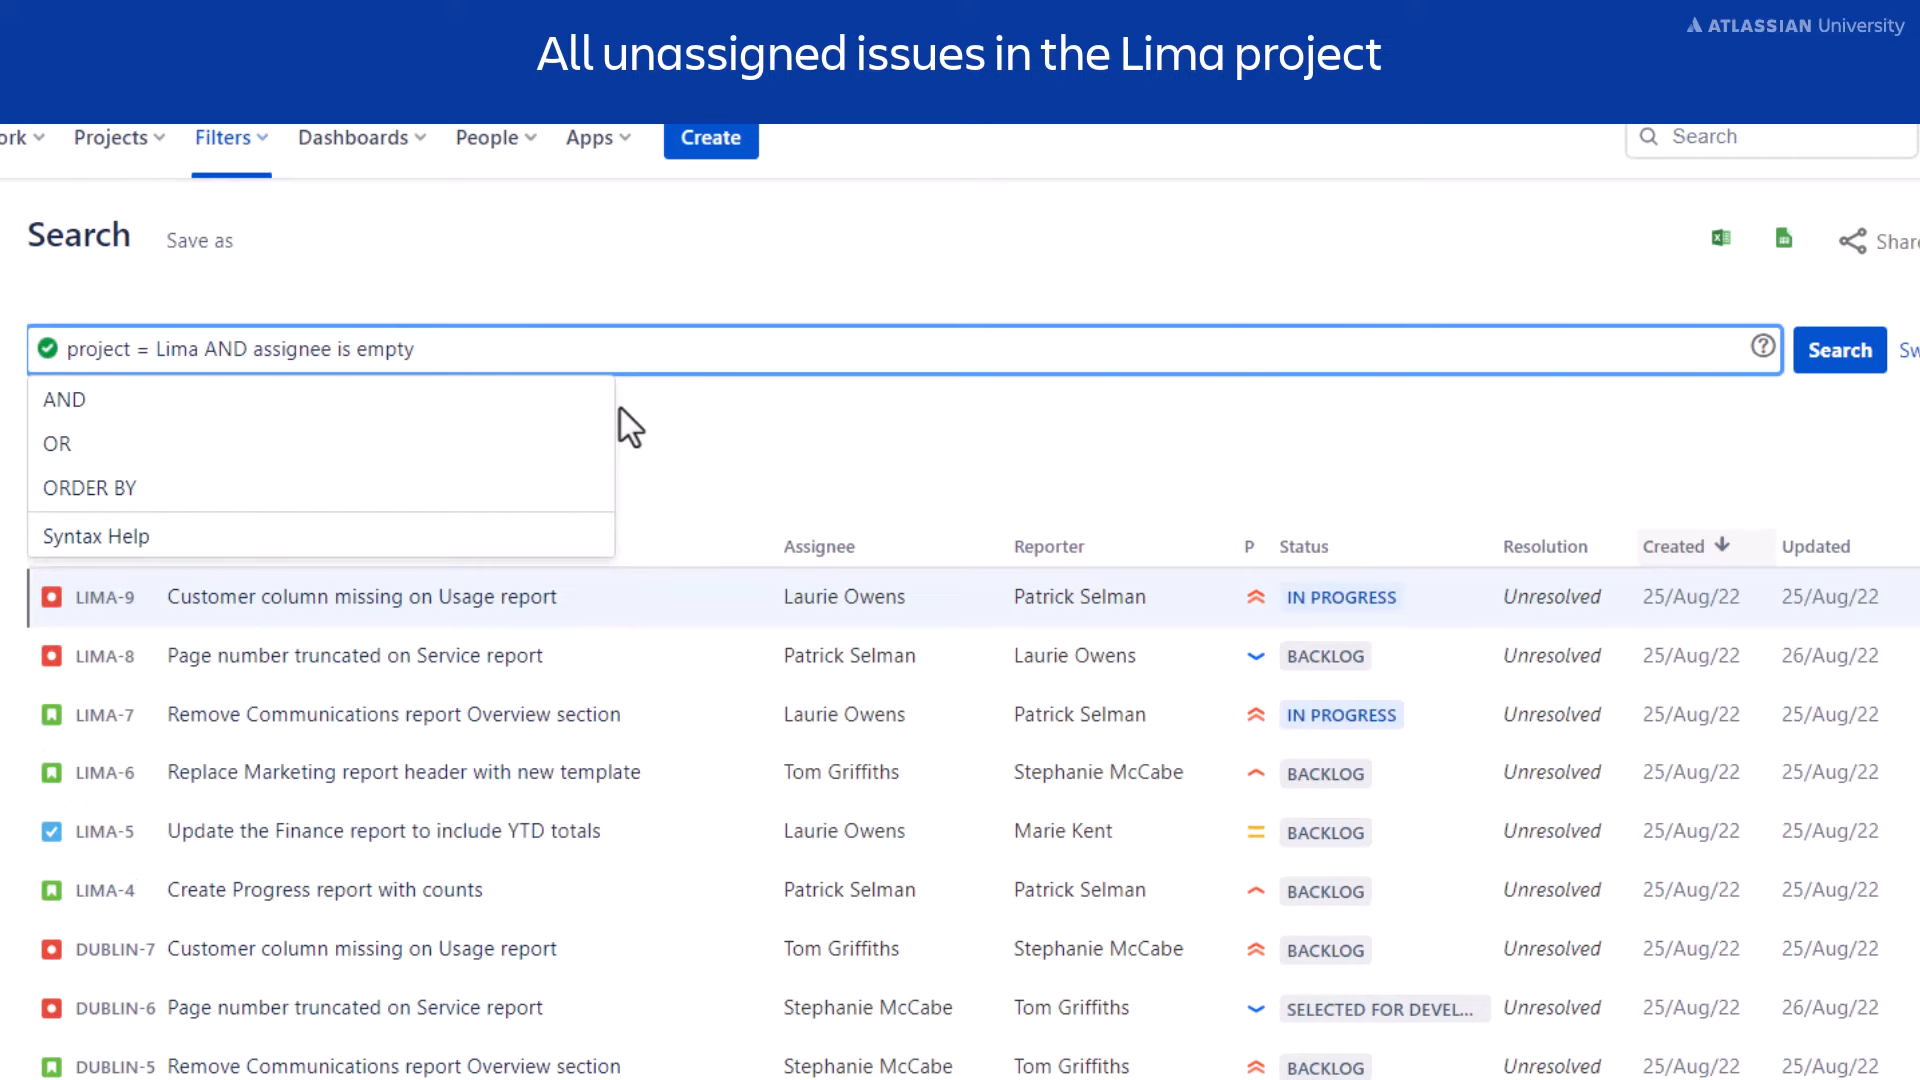 ATLASSIAN University
All unassigned issues in the Lima project
ork Projects Filters Dashboards People Apps Create Search
Search Save as Share
project = Lima AND assignee is empty Search Sw
AND
OR
ORDER BY
Syntax Help
Assignee Reporter P Status Resolution Created Updated
LIMA-9 Customer column missing on Usage report Laurie Owens Patrick Selman IN PROGRESS Unresolved 25/Aug/22 25/Aug/22
LIMA-8 Page number truncated on Service report Patrick Selman Laurie Owens BACKLOG Unresolved 25/Aug/22 26/Aug/22
LIMA-7 Remove Communications report Overview section Laurie Owens Patrick Selman IN PROGRESS Unresolved 25/Aug/22 25/Aug/22
LIMA-6 Replace Marketing report header with new template Tom Griffiths Stephanie McCabe BACKLOG Unresolved 25/Aug/22 25/Aug/22
LIMA-5 Update the Finance report to include YTD totals Laurie Owens Marie Kent BACKLOG Unresolved 25/Aug/22 25/Aug/22
LIMA-4 Create Progress report with counts Patrick Selman Patrick Selman BACKLOG Unresolved 25/Aug/22 25/Aug/22
DUBLIN-7 Customer column missing on Usage report Tom Griffiths Stephanie McCabe BACKLOG Unresolved 25/Aug/22 25/Aug/22
DUBLIN-6 Page number truncated on Service report Stephanie McCabe Tom Griffiths SELECTED FOR DEVEL... Unresolved 25/Aug/22 26/Aug/22
DUBLIN-5 Remove Communications report Overview section Stephanie McCabe Tom Griffiths BACKLOG Unresolved 25/Aug/22 25/Aug/22